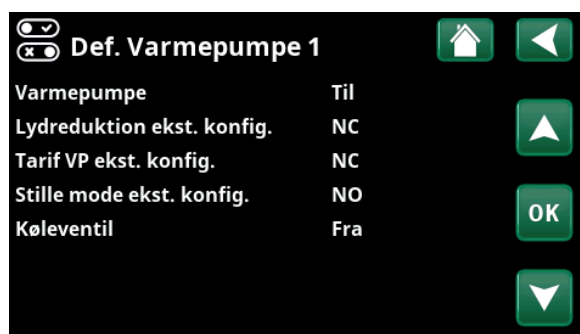 Def. Varmepumpe 1
Varmepumpe Til
Lydreduktion ekst. konfig. NC
Tarif VP ekst. konfig. NC
Stille mode ekst. konfig. NO
Køleventil Fra
OK